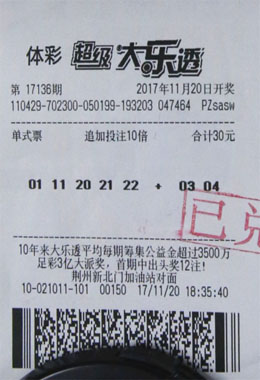 体彩 超级大乐透
第 17136期 2017年11月20日开奖
110429-702300-050199-193203 047464 PZsasw
单式票 追加投注10倍 合计30元
01 11 20 21 22 + 03 04
已兑
10年来大乐透平均每期筹集公益金超过3500万
足彩3亿大派奖，首期中出头奖12注！
荆州新北门加油站对面
10-021011-101 00150 17/11/20 18:35:40